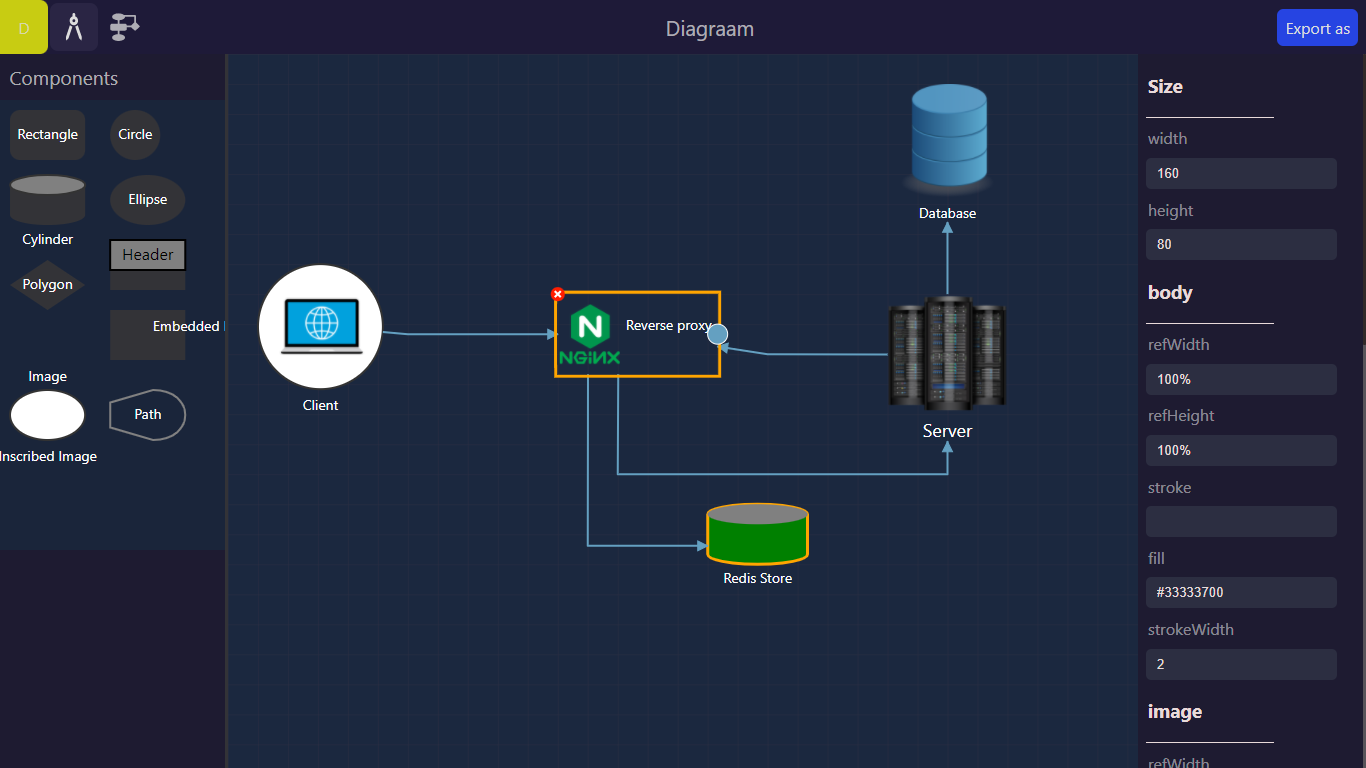 D
Diagraam
Export as
Components
Rectangle
Circle
Cylinder
Ellipse
Header
Polygon
Embedded
Image
Path
Inscribed Image
Client
NGINX
Reverse proxy
Database
Server
Redis Store
Size
width
160
height
80
body
refWidth
100%
refHeight
100%
stroke
fill
#33333700
strokeWidth
2
image
refWidth